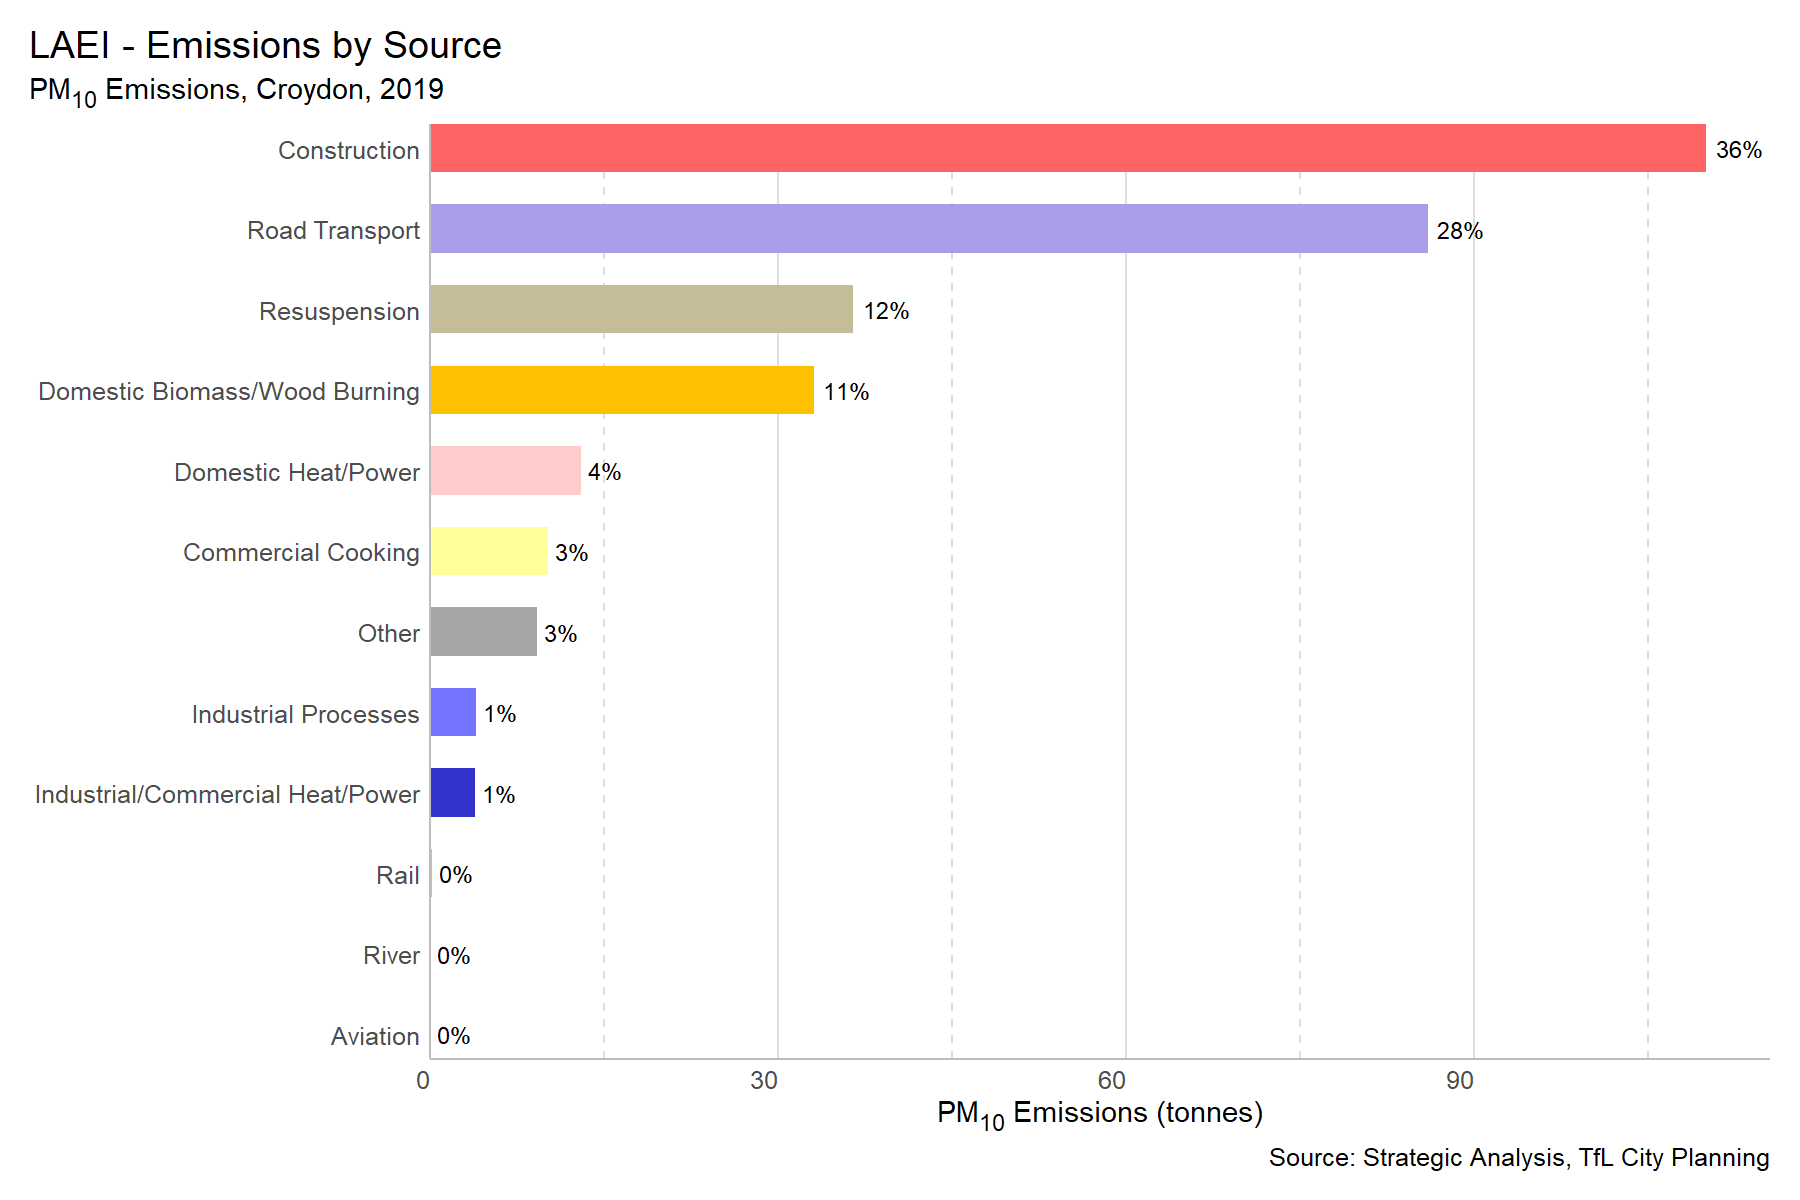 LAEI - Emissions by Source
PM10 Emissions, Croydon, 2019
Construction 36%
Road Transport 28%
Resuspension 12%
Domestic Biomass/Wood Burning 11%
Domestic Heat/Power 4%
Commercial Cooking 3%
Other 3%
Industrial Processes 1%
Industrial/Commercial Heat/Power 1%
Rail 0%
River 0%
Aviation 0%
0 30 60 90
PM10 Emissions (tonnes)
Source: Strategic Analysis, TfL City Planning